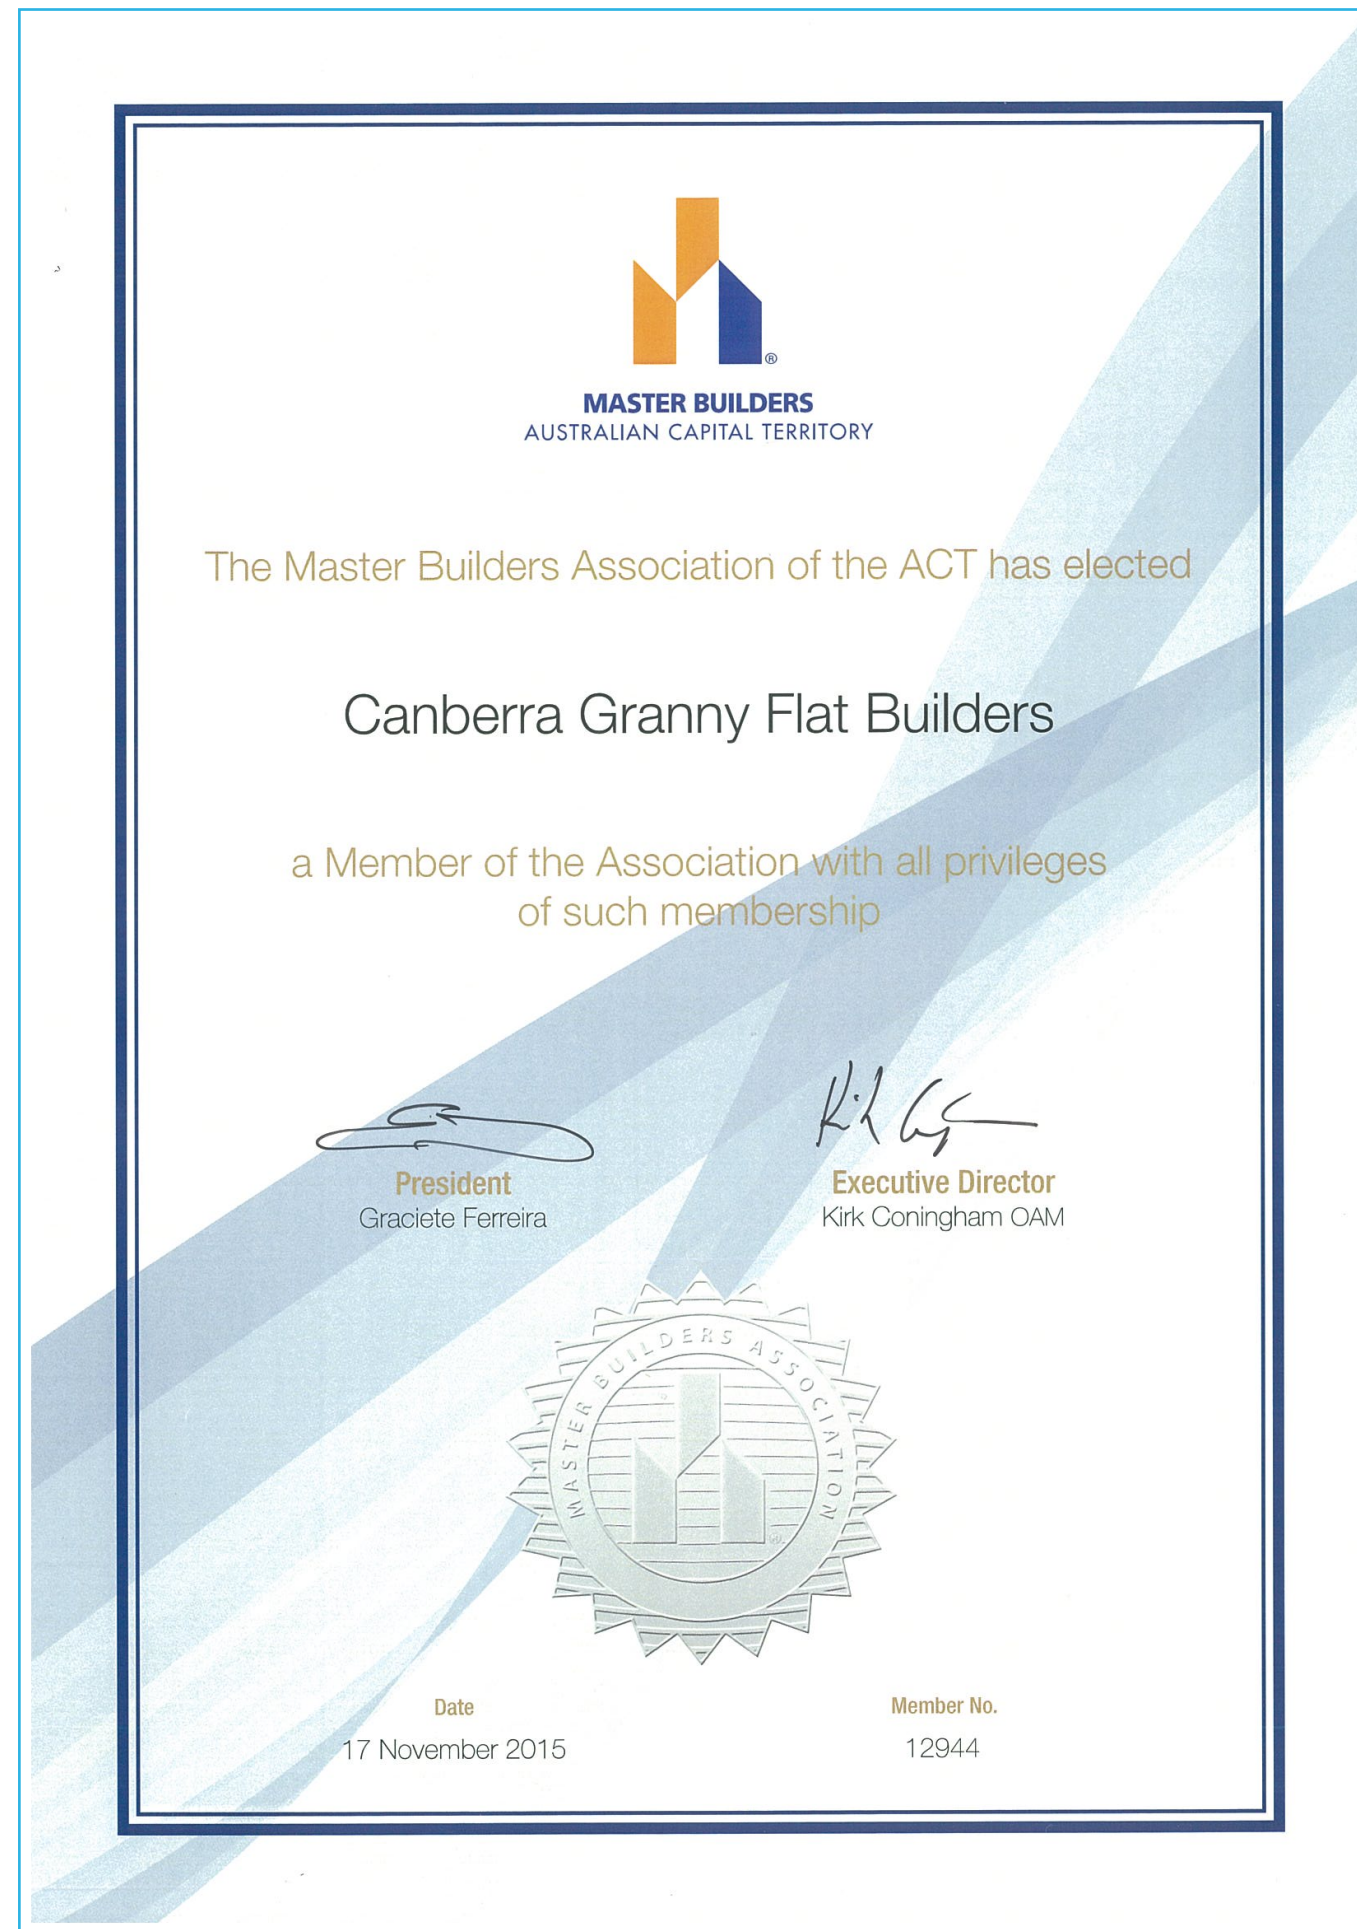 MASTER BUILDERS
AUSTRALIAN CAPITAL TERRITORY
The Master Builders Association of the ACT has elected
Canberra Granny Flat Builders
a Member of the Association with all privileges
of such membership
President
Graciete Ferreira
Executive Director
Kirk Coningham OAM
MASTER BUILDERS ASSOCIATION
Date
17 November 2015
Member No.
12944